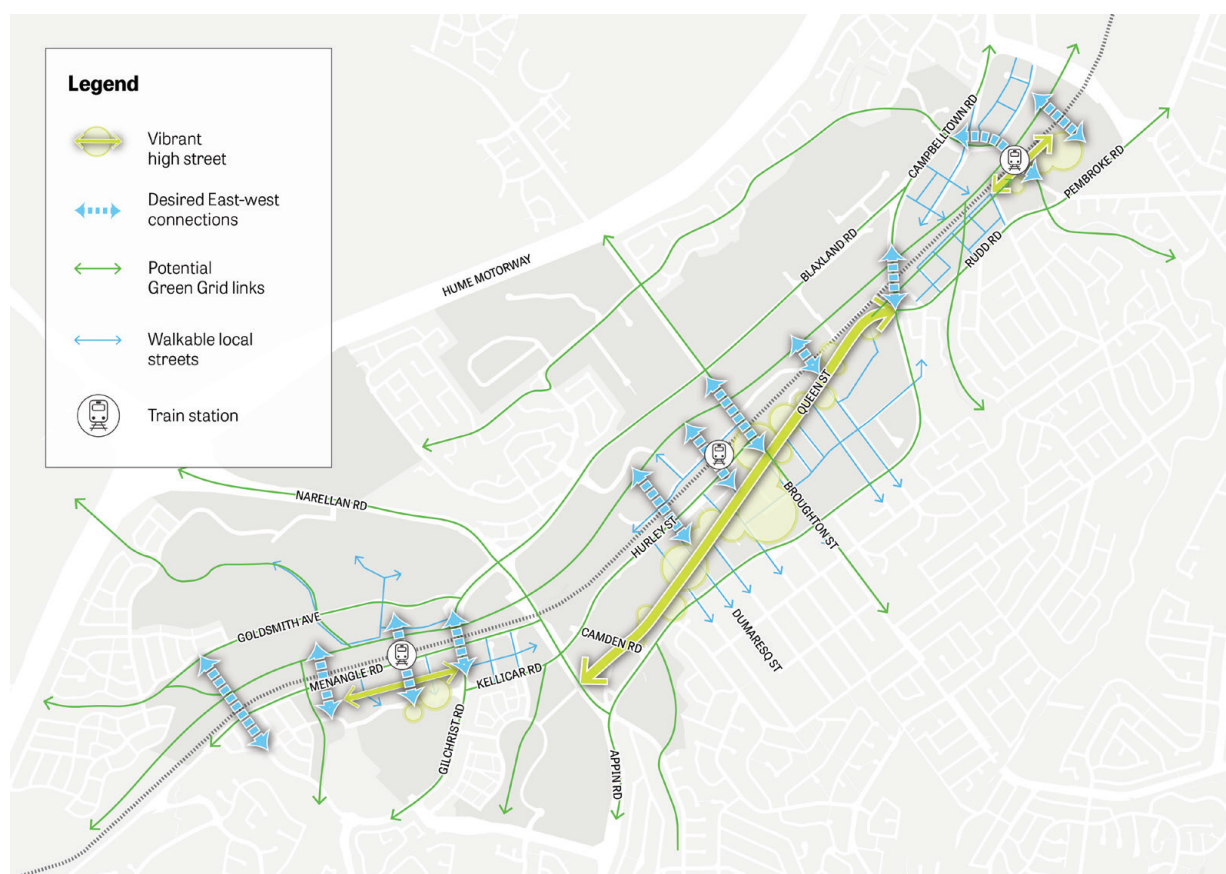 Legend
Vibrant
high street
Desired East-west
connections
Potential
Green Grid links
Walkable local
streets
Train station
CAMPBELLTOWN RD
PEMBROKE RD
BLAXLAND RD
RUDD RD
HUME MOTORWAY
QUEEN ST
NARELLAN RD
BROUGHTON ST
HURLEY ST
GOLDSMITH AVE
CAMDEN RD
DUMARESQ ST
MENANGLE RD
KELLICAR RD
GILCHRIST RD
APPIN RD